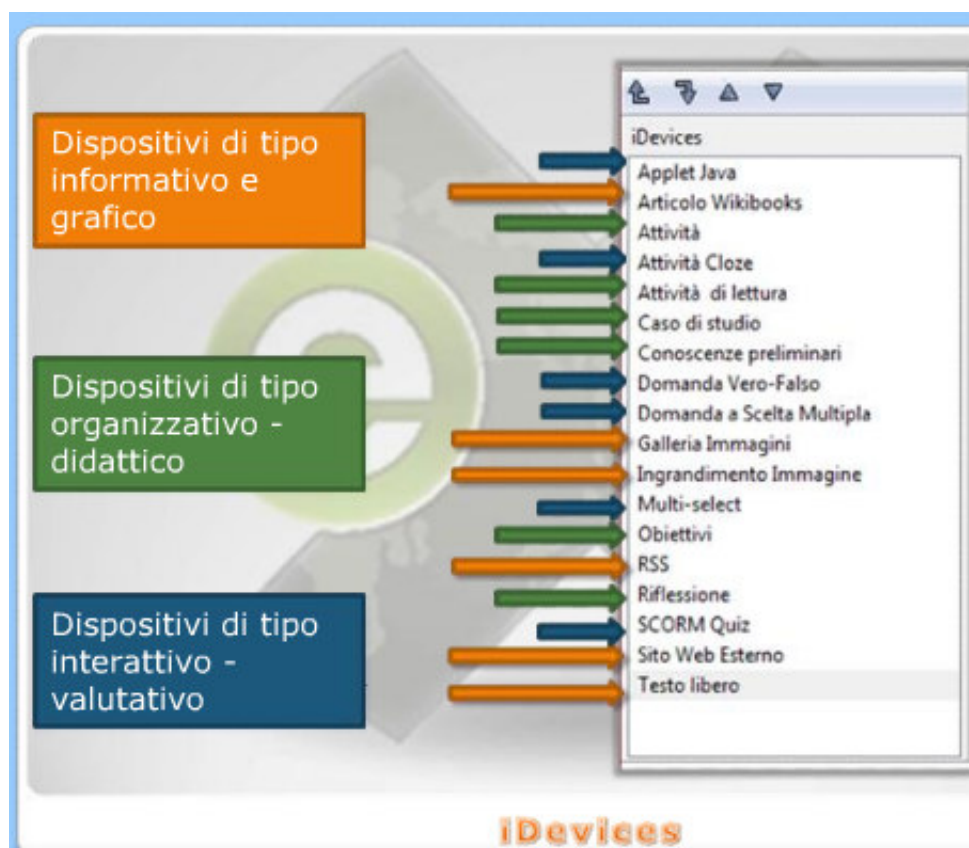 Dispositivi di tipo
informativo e
grafico
Dispositivi di tipo
organizzativo -
didattico
Dispositivi di tipo
interattivo -
valutativo
iDevices
Applet Java
Articolo Wikibooks
Attività
Attività Cloze
Attività di lettura
Caso di studio
Conoscenze preliminari
Domanda Vero-Falso
Domanda a Scelta Multipla
Galleria Immagini
Ingrandimento Immagine
Multi-select
Obiettivi
RSS
Riflessione
SCORM Quiz
Sito Web Esterno
Testo libero
iDevices